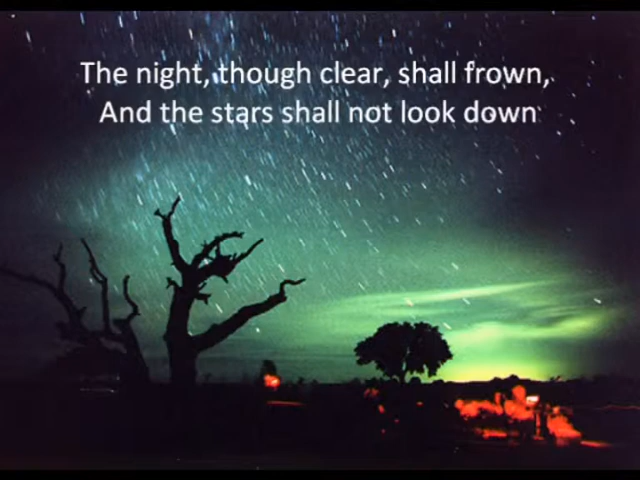 The night, though clear, shall frown,
And the stars shall not look down